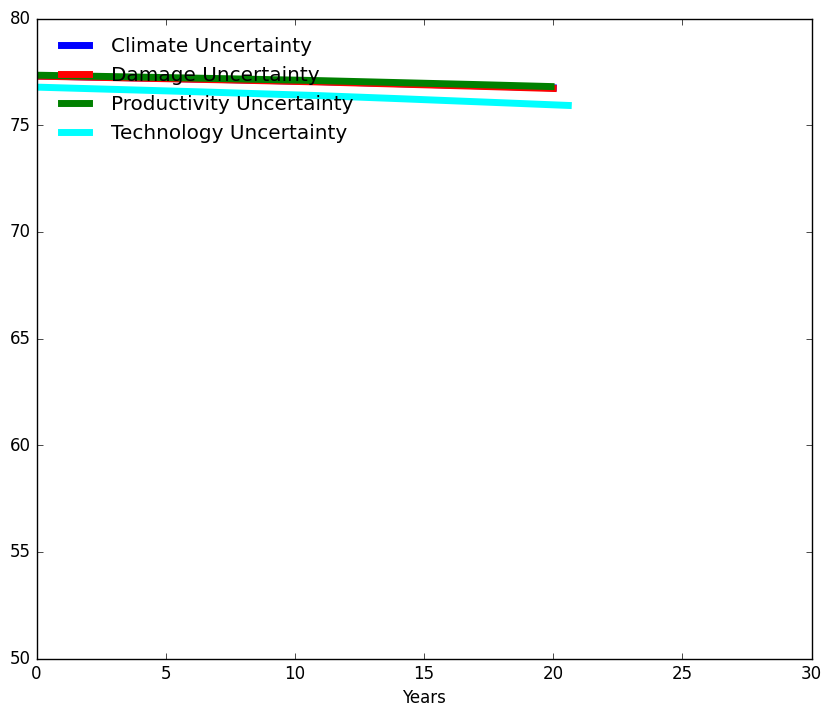 80
Climate Uncertainty
Damage Uncertainty
Productivity Uncertainty
75
Technology Uncertainty
70
65
60
55
50
0 5 10 15 20 25 30
Years